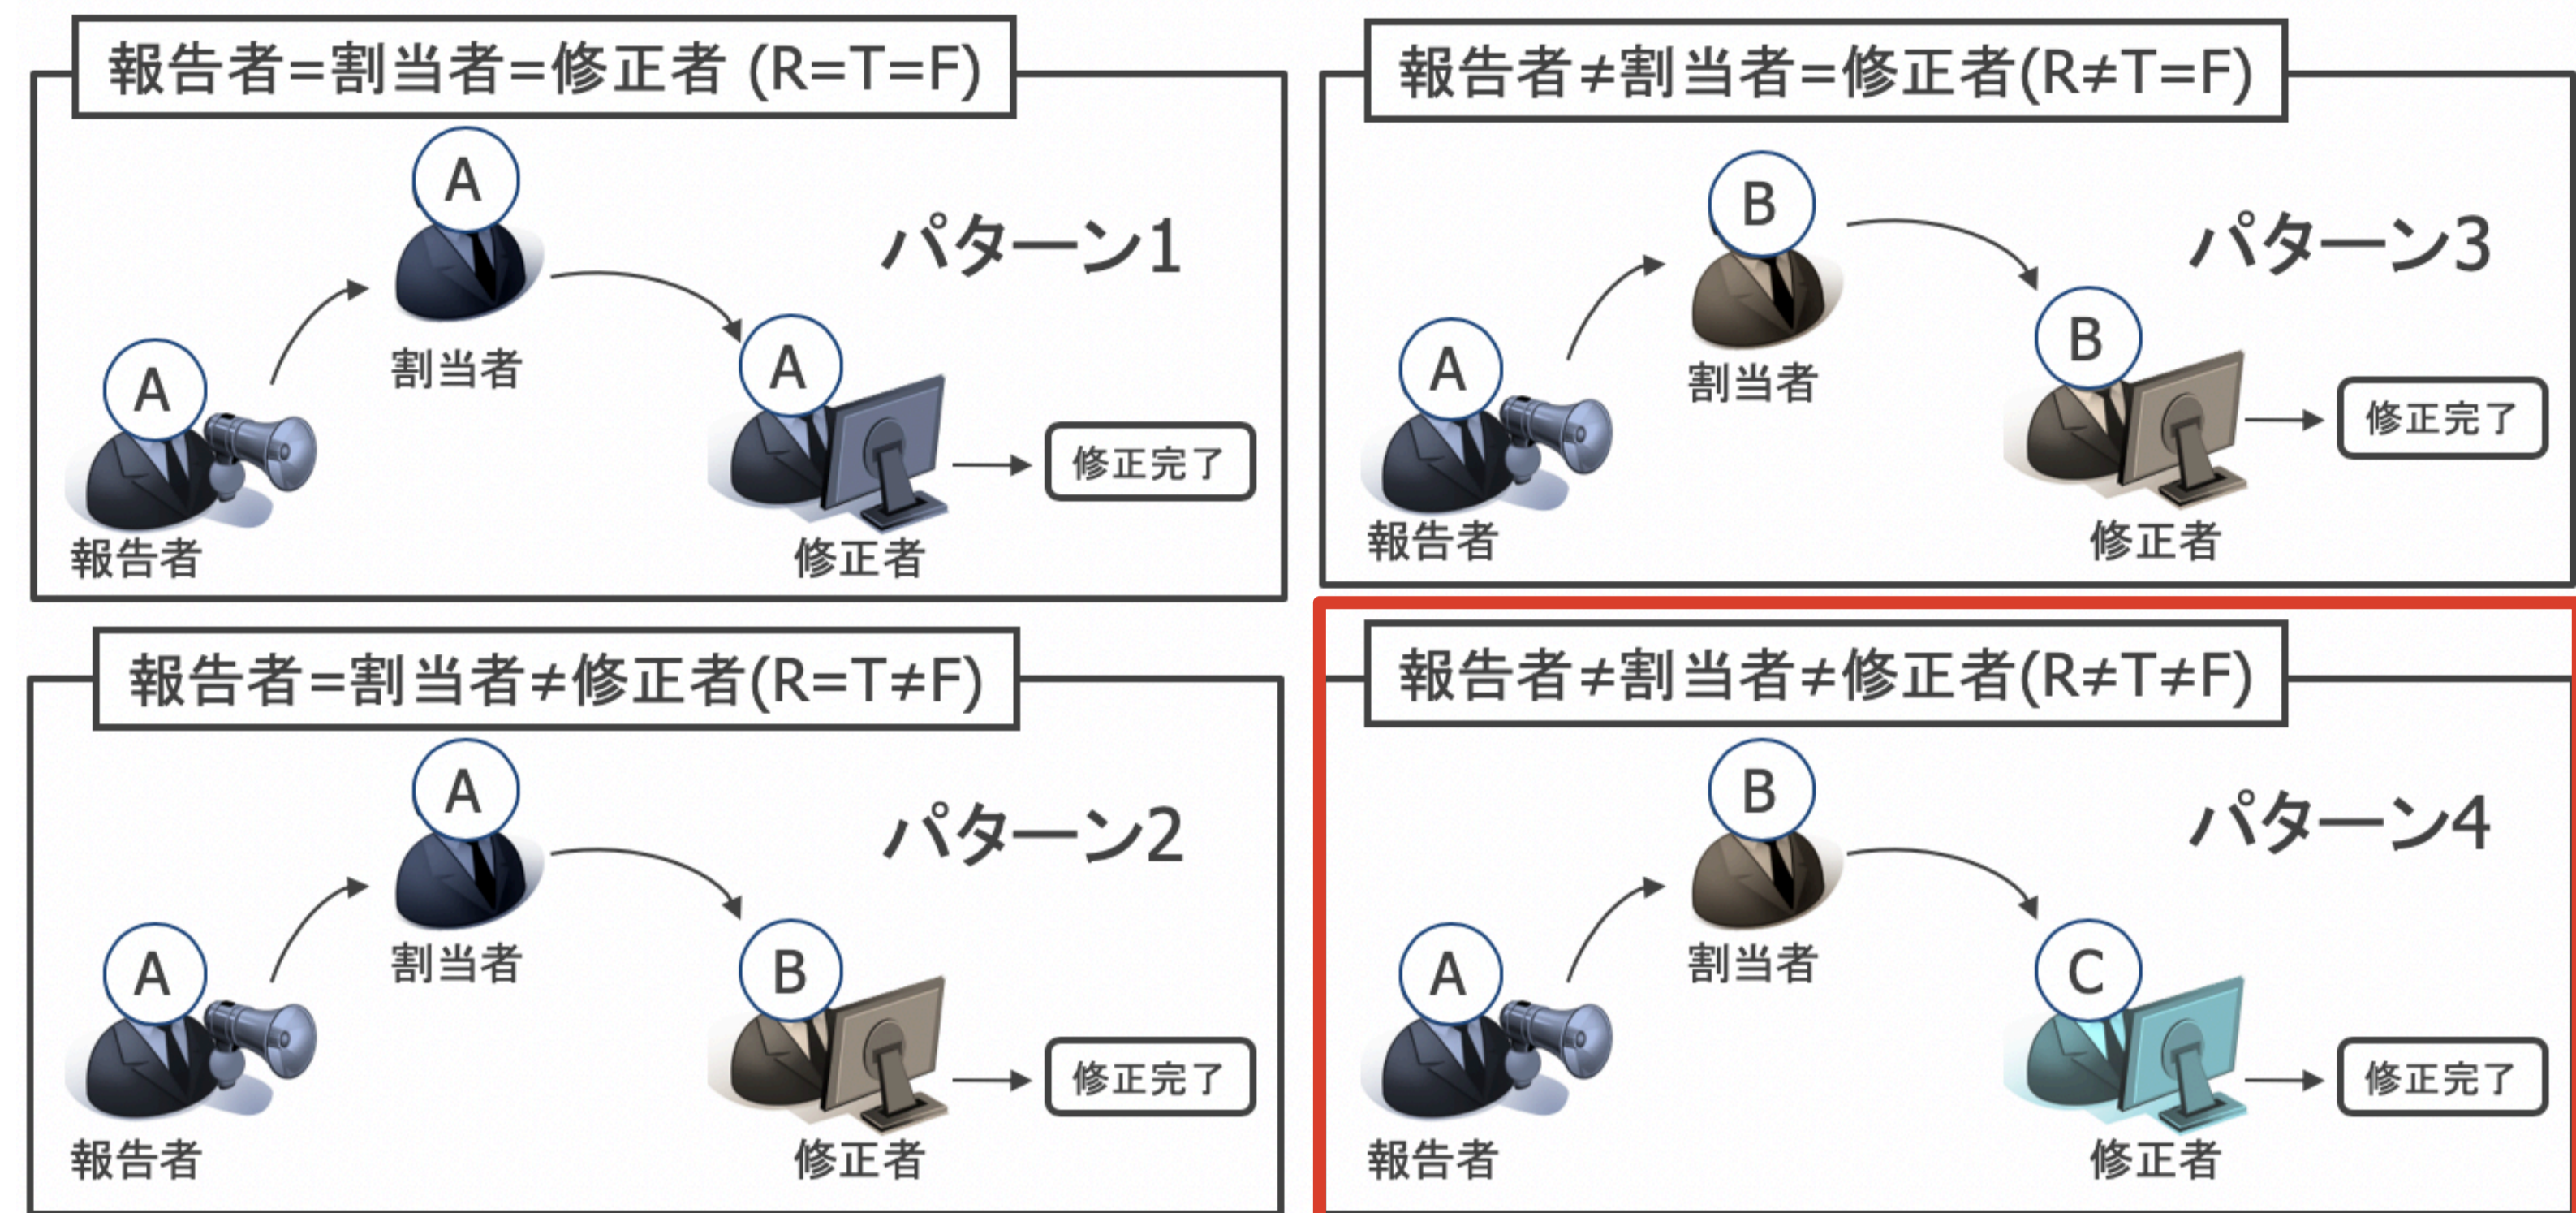 報告者=割当者=修正者 (R=T=F)
パターン1
A
A
A
報告者
割当者
修正者
修正完了
報告者≠割当者=修正者(R≠T=F)
パターン3
A
B
B
報告者
割当者
修正者
修正完了
報告者=割当者≠修正者(R=T≠F)
パターン2
A
A
B
報告者
割当者
修正者
修正完了
報告者≠割当者≠修正者(R≠T≠F)
パターン4
A
B
C
報告者
割当者
修正者
修正完了